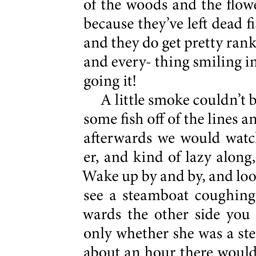 of the woods and the flowe
because they've left dead fi
and they do get pretty rank
and every- thing smiling in
going it!
A little smoke couldn't b
some fish off of the lines an
afterwards we would watc
er, and kind of lazy along,
Wake up by and by, and loo
see a steamboat coughing
wards the other side you
only whether she was a ste
about an hour there would